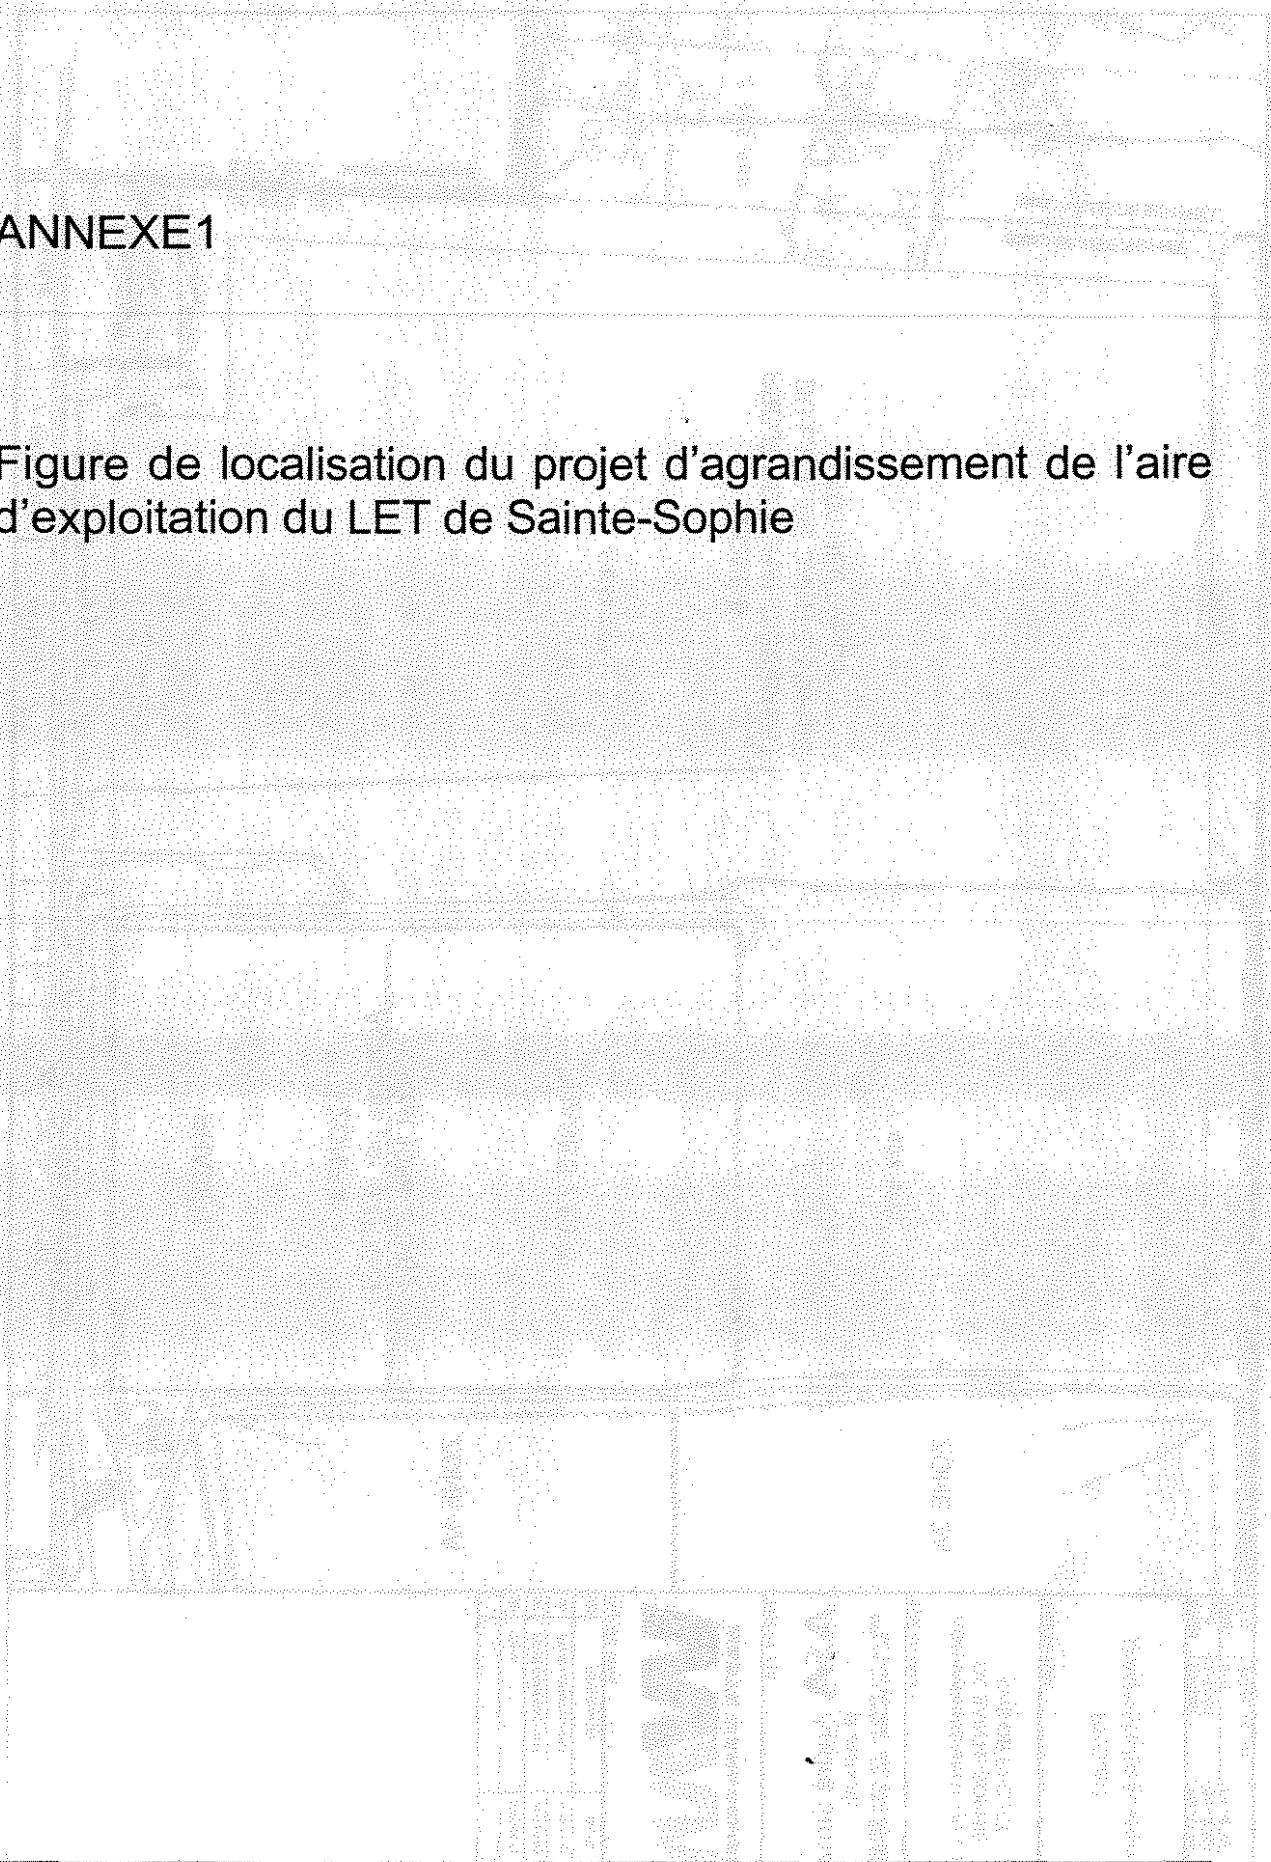 ANNEXE1
Figure de localisation du projet d'agrandissement de l'aire
d'exploitation du LET de Sainte-Sophie